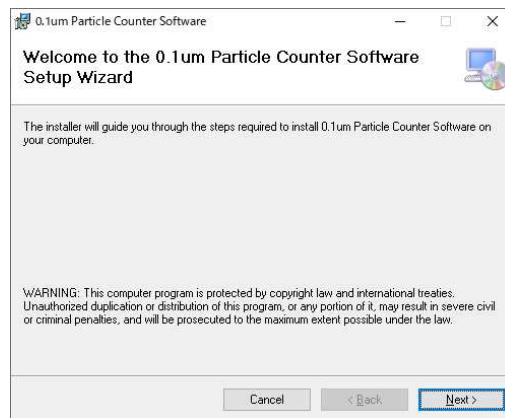 0.1um Particle Counter Software
Welcome to the 0.1um Particle Counter Software
Setup Wizard
The installer will guide you through the steps required to install 0.1um Particle Counter Software on
your computer.
WARNING: This computer program is protected by copyright law and international treaties.
Unauthorized duplication or distribution of this program, or any portion of it, may result in severe civil
or criminal penalties, and will be prosecuted to the maximum extent possible under the law.
Cancel
< Back
Next >